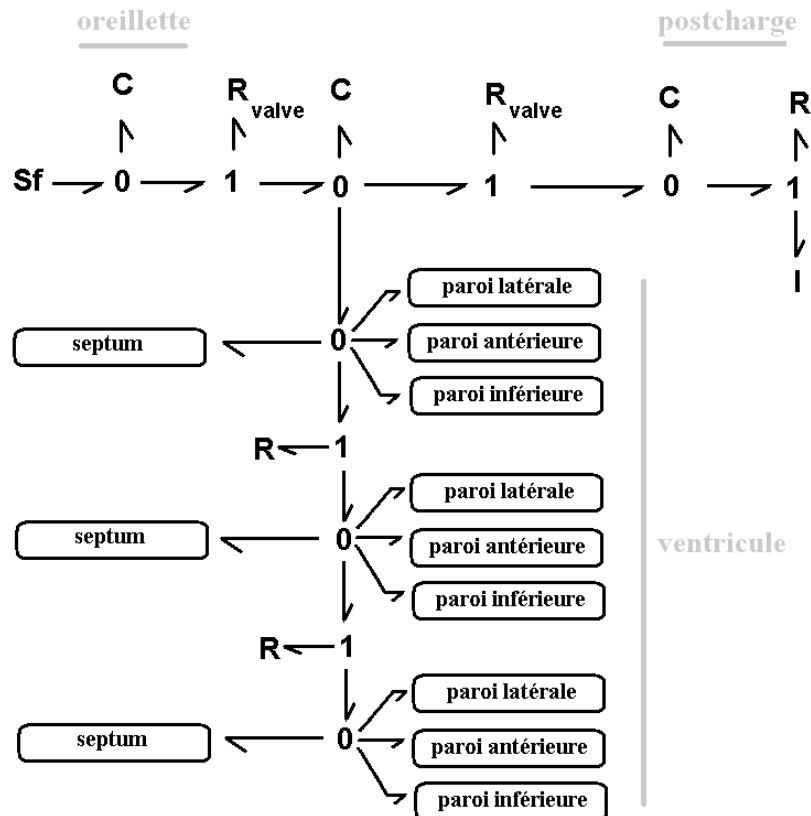 oreillette postcharge
C R valve C R valve C R
Sf 0 1 0 1 0 1
I
paroi latérale
septum 0 paroi antérieure
paroi inférieure
R 1
paroi latérale
septum 0 paroi antérieure
ventricule
paroi inférieure
R 1
paroi latérale
septum 0 paroi antérieure
paroi inférieure